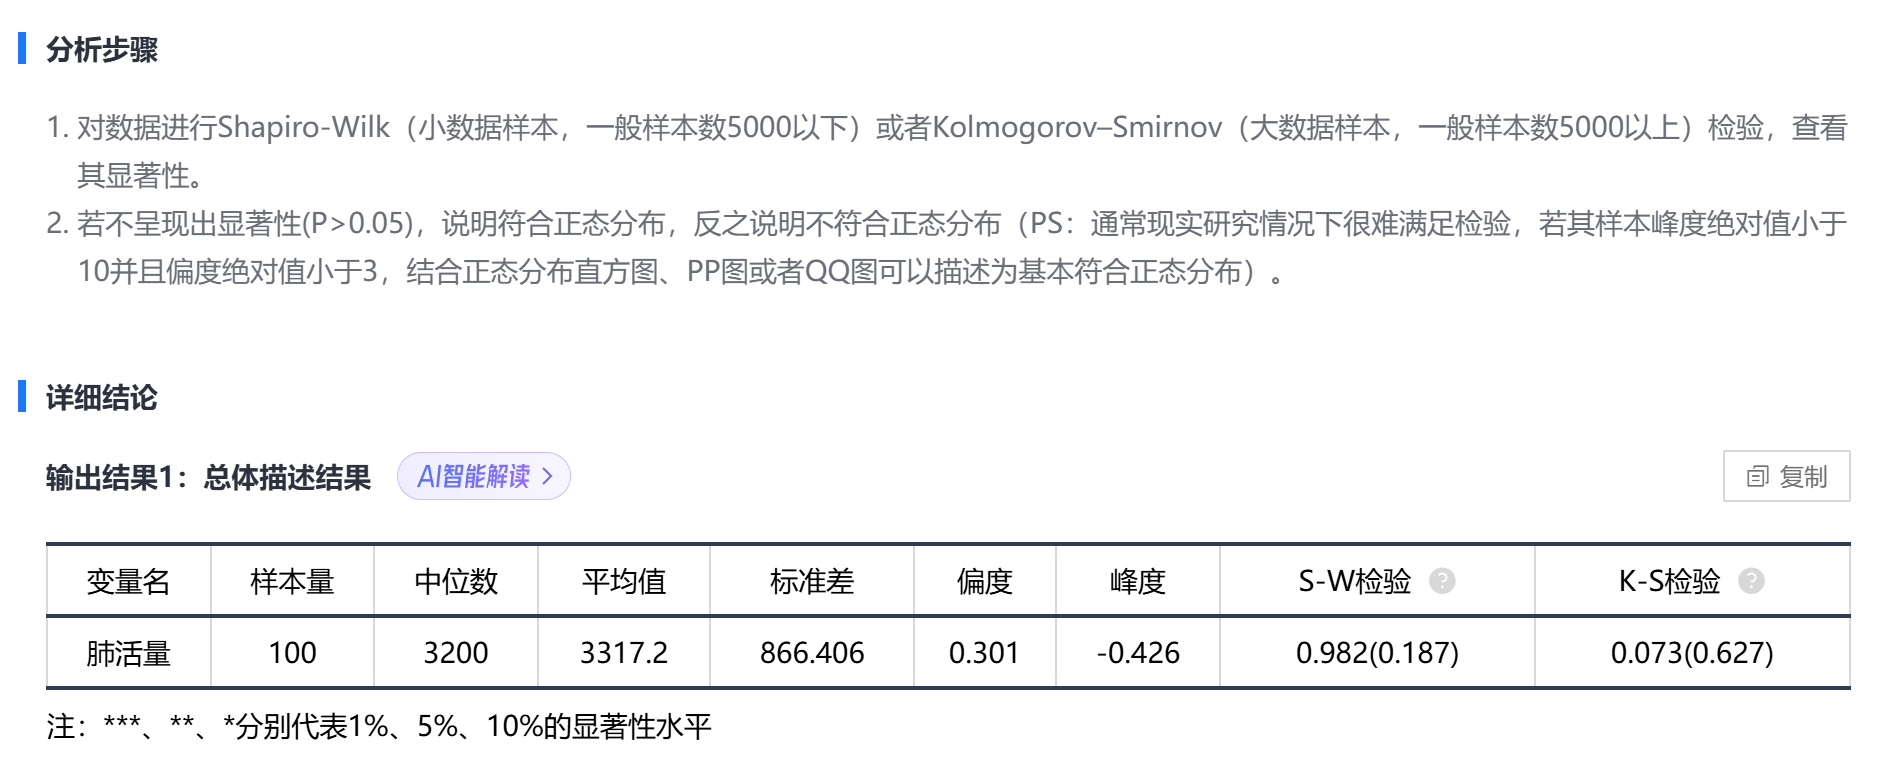 分析步骤
1. 对数据进行Shapiro-Wilk（小数据样本，一般样本数5000以下）或者Kolmogorov–Smirnov（大数据样本，一般样本数5000以上）检验，查看
其显著性。
2. 若不呈现出显著性(P>0.05)，说明符合正态分布，反之说明不符合正态分布（PS：通常现实研究情况下很难满足检验，若其样本峰度绝对值小于
10并且偏度绝对值小于3，结合正态分布直方图、PP图或者QQ图可以描述为基本符合正态分布）。
详细结论
输出结果1：总体描述结果 AI智能解读 > 复制
变量名 样本量 中位数 平均值 标准差 偏度 峰度 S-W检验 ? K-S检验 ?
肺活量 100 3200 3317.2 866.406 0.301 -0.426 0.982(0.187) 0.073(0.627)
注：***、**、*分别代表1%、5%、10%的显著性水平